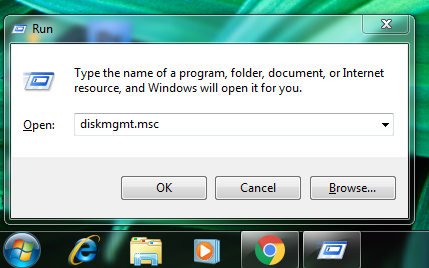 Run
Type the name of a program, folder, document, or Internet
resource, and Windows will open it for you.
Open: diskmgmt.msc
OK Cancel Browse...